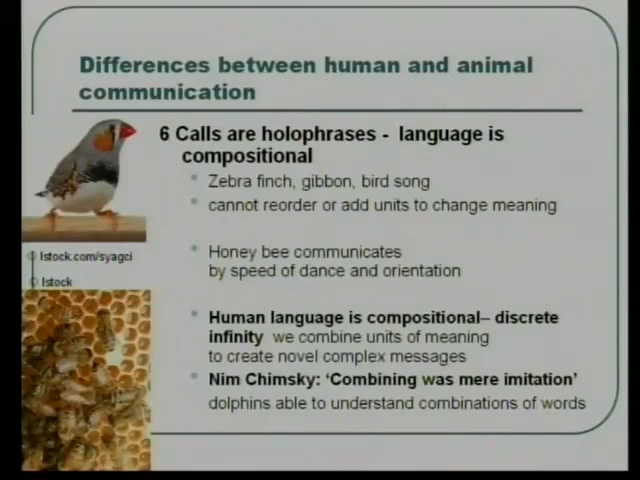 Differences between human and animal
communication
6 Calls are holophrases - language is
compositional
Zebra finch, gibbon, bird song
cannot reorder or add units to change meaning
© Istock.com/syagci
Honey bee communicates
by speed of dance and orientation
© Istock
Human language is compositional– discrete
infinity we combine units of meaning
to create novel complex messages
Nim Chimsky: ‘Combining was mere imitation’
dolphins able to understand combinations of words